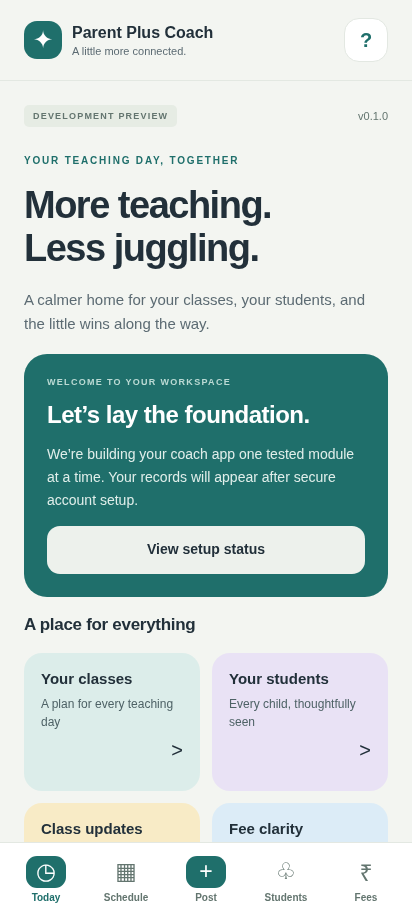 Parent Plus Coach
A little more connected.
?
DEVELOPMENT PREVIEW
v0.1.0
YOUR TEACHING DAY, TOGETHER
More teaching.
Less juggling.
A calmer home for your classes, your students, and
the little wins along the way.
WELCOME TO YOUR WORKSPACE
Let’s lay the foundation.
We’re building your coach app one tested module
at a time. Your records will appear after secure
account setup.
View setup status
A place for everything
Your classes
A plan for every teaching
day
>
Your students
Every child, thoughtfully
seen
>
Class updates
Fee clarity
Today
Schedule
+
Post
Students
₹
Fees